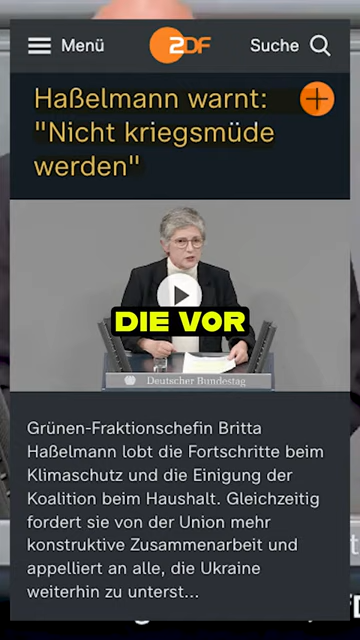 Menü
ZDF
Suche
Haßelmann warnt:
"Nicht kriegsmüde
werden"
DIE VOR
Deutscher Bundestag
Grünen-Fraktionschefin Britta
Haßelmann lobt die Fortschritte beim
Klimaschutz und die Einigung der
Koalition beim Haushalt. Gleichzeitig
fordert sie von der Union mehr
konstruktive Zusammenarbeit und
appelliert an alle, die Ukraine
weiterhin zu unterst...